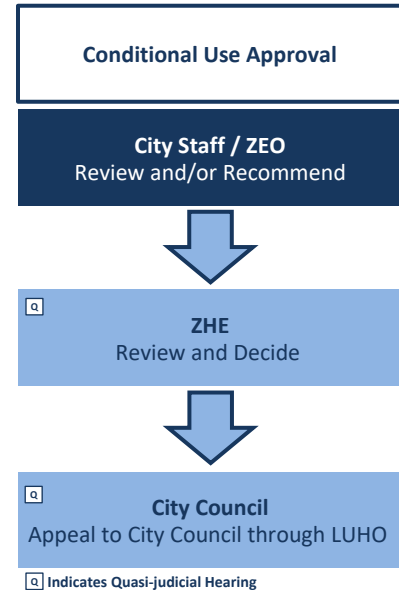 Conditional Use Approval
City Staff / ZEO
Review and/or Recommend
Q
ZHE
Review and Decide
Q
City Council
Appeal to City Council through LUHO
Q Indicates Quasi-judicial Hearing